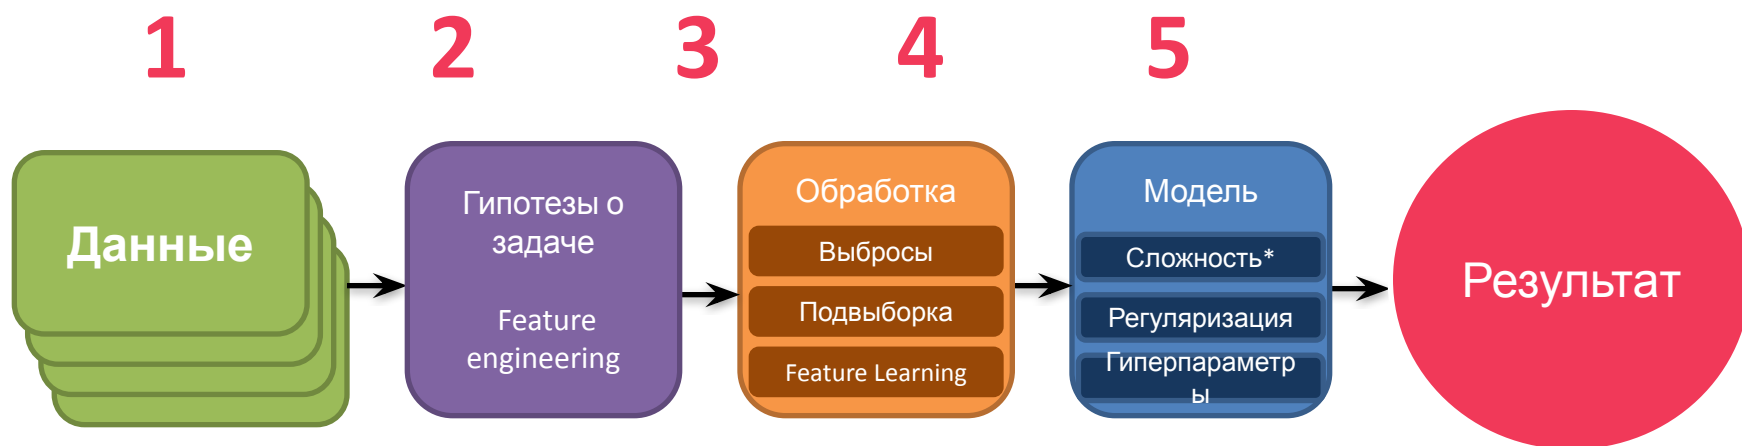 1 2 3 4 5
Данные
Гипотезы о
задаче
Feature
engineering
Обработка
Выбросы
Подвыборка
Feature Learning
Модель
Сложность*
Регуляризация
Гиперпараметр
ы
Результат